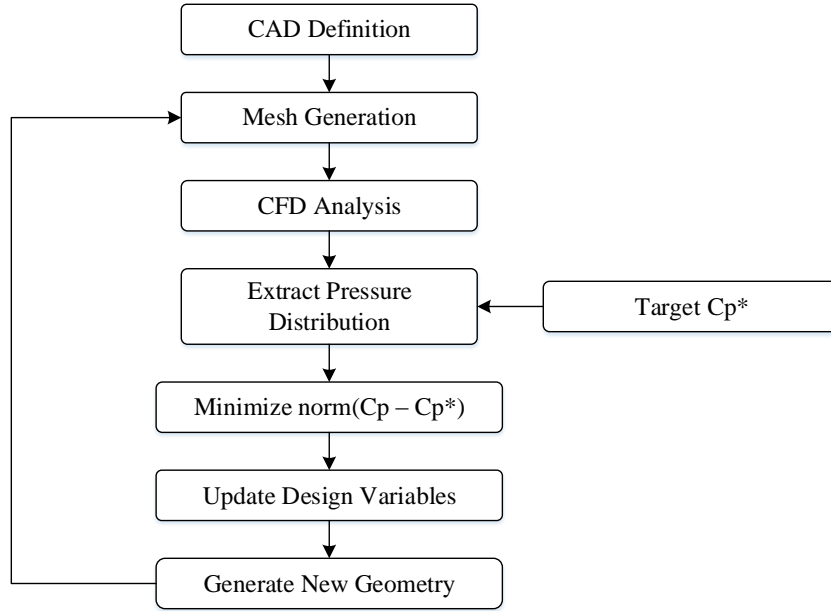 CAD Definition
Mesh Generation
CFD Analysis
Extract Pressure
Distribution
Target Cp*
Minimize norm(Cp – Cp*)
Update Design Variables
Generate New Geometry